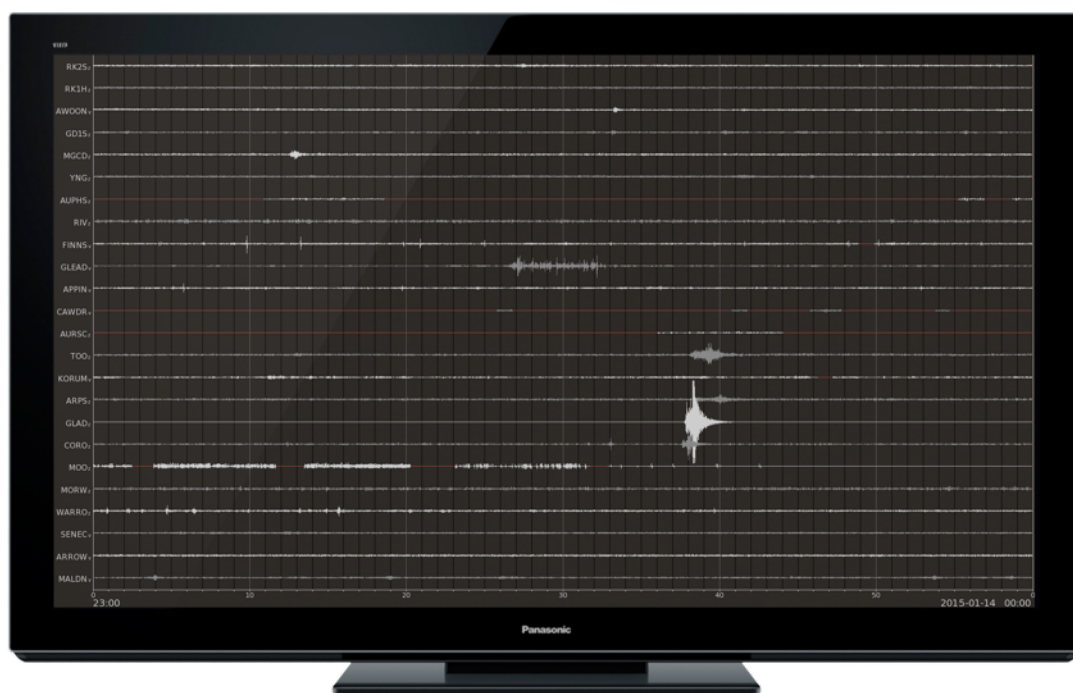 RK2S z
RK1H z
AWOON v
GD1S z
MGCD z
YNG z
AUPHS z
RIV z
FINNS v
GLEAD v
APPIN v
CAWDR v
AURSC z
TOO z
KORUM v
ARPS z
GLAD z
CORO z
MOO z
MORW z
WARRO z
SENEC v
ARROW v
MALDN v
0 10 20 30 40 50 0
23:00 2015-01-14 00:00
Panasonic